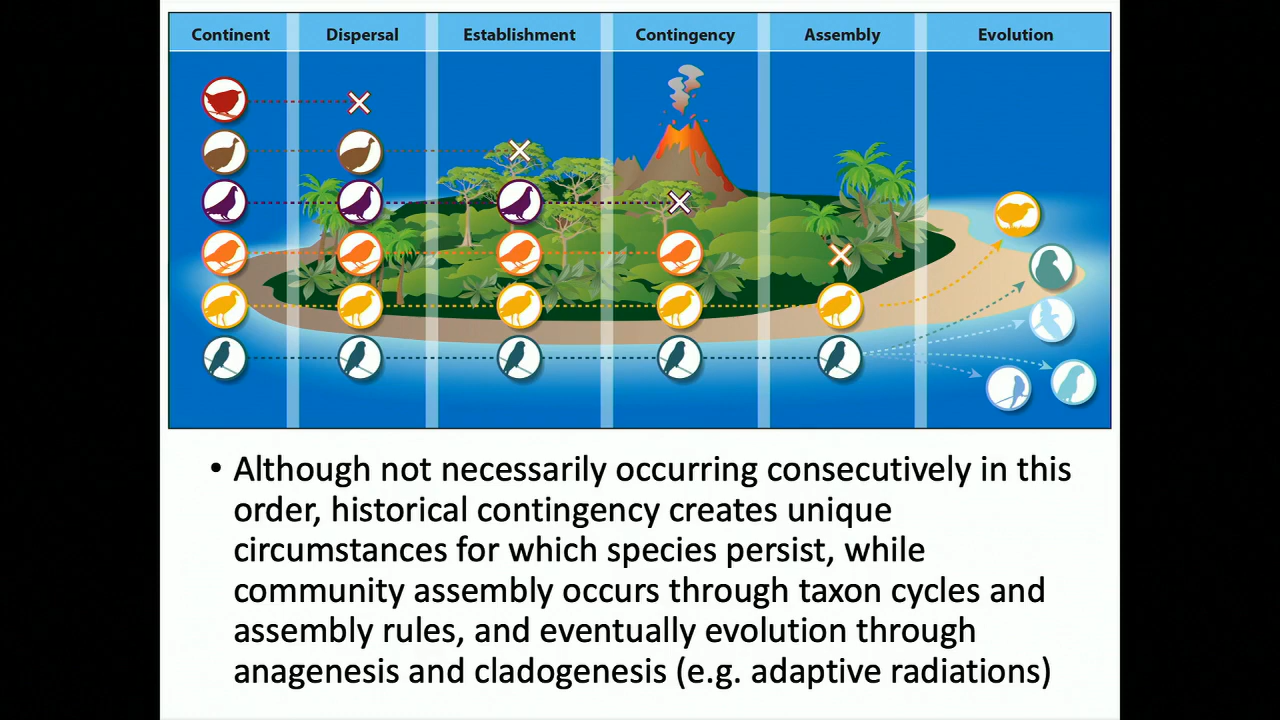 Continent Dispersal Establishment Contingency Assembly Evolution
• Although not necessarily occurring consecutively in this
order, historical contingency creates unique
circumstances for which species persist, while
community assembly occurs through taxon cycles and
assembly rules, and eventually evolution through
anagenesis and cladogenesis (e.g. adaptive radiations)